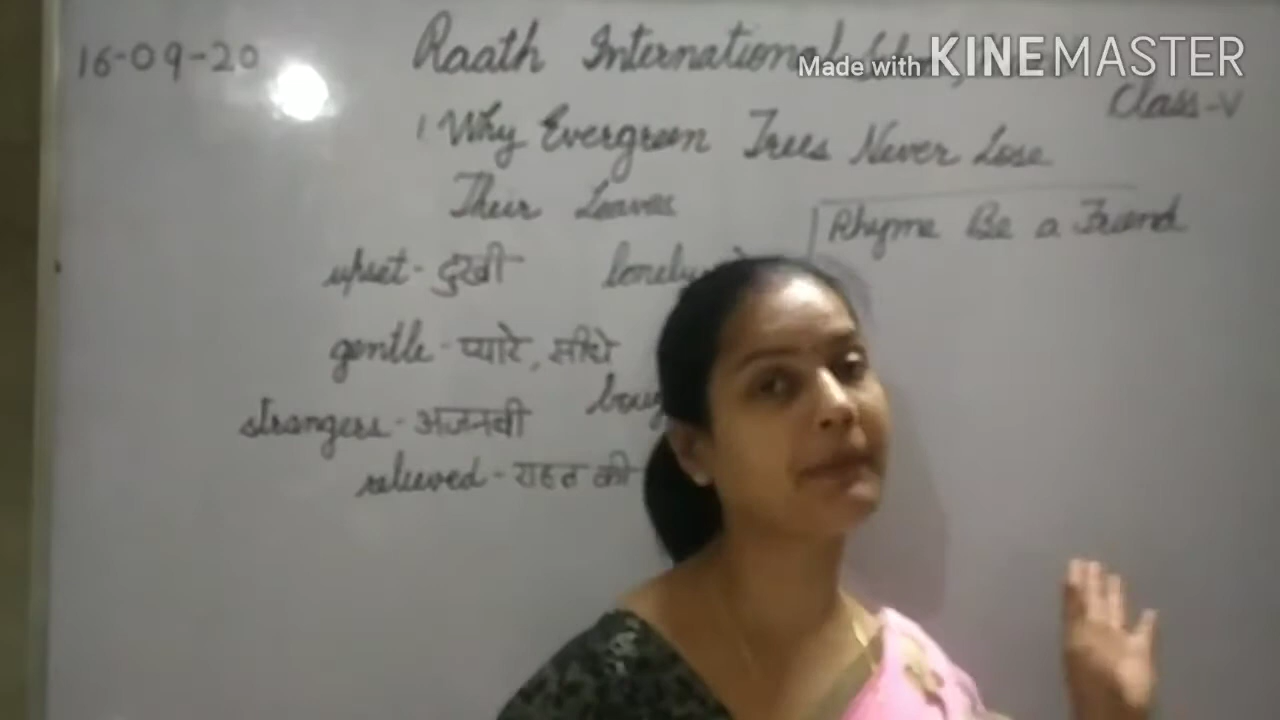 16-09-20
Raath International
Made with KINEMASTER
Class-V
1 Why Evergreen Trees Never Lose
Their Leaves
Rhyme Be a Friend
upset - दुखी lonely
gentle - प्यारे, सीधे
strangers - अजनबी
relieved - राहत की